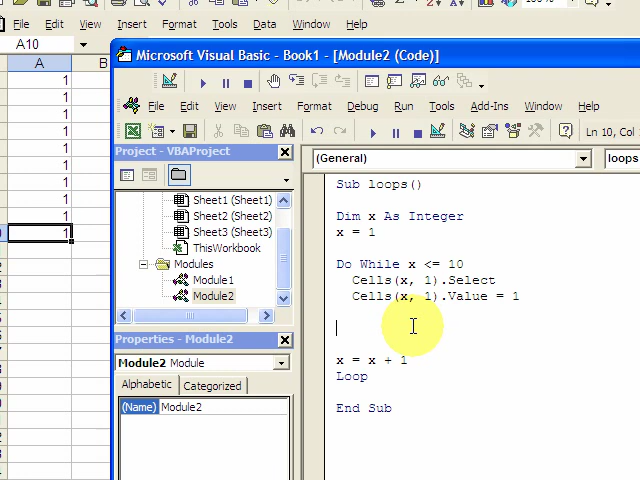 File Edit View Insert Format Tools Data Window Help
A10
A B
1
1
1
1
1
1
1
1
1
1
Microsoft Visual Basic - Book1 - [Module2 (Code)]
File Edit View Insert Format Debug Run Tools Add-Ins Window Help
Ln 10, Col
Project - VBAProject
Sheet1 (Sheet1)
Sheet2 (Sheet2)
Sheet3 (Sheet3)
ThisWorkbook
Modules
Module1
Module2
Properties - Module2
Module2 Module
Alphabetic Categorized
(Name) Module2
(General) loops
Sub loops()
Dim x As Integer
x = 1
Do While x <= 10
Cells(x, 1).Select
Cells(x, 1).Value = 1
x = x + 1
Loop
End Sub